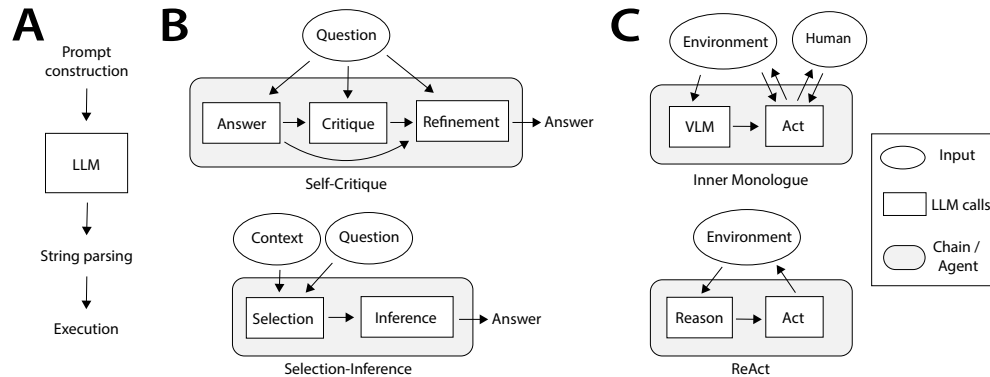 A
Prompt
construction
LLM
String parsing
Execution
B
Question
Answer
Critique
Refinement
Answer
Self-Critique
Context
Question
Selection
Inference
Answer
Selection-Inference
C
Environment
Human
VLM
Act
Inner Monologue
Environment
Reason
Act
ReAct
Input
LLM calls
Chain /
Agent